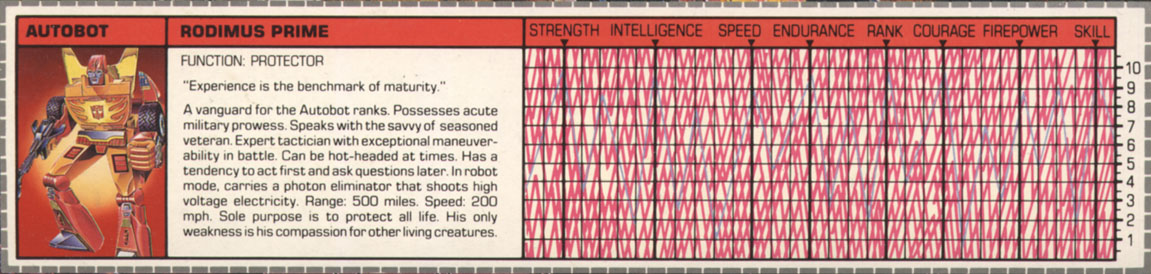 AUTOBOT
RODIMUS PRIME
STRENGTH INTELLIGENCE SPEED ENDURANCE RANK COURAGE FIREPOWER SKILL
FUNCTION: PROTECTOR
"Experience is the benchmark of maturity."
A vanguard for the Autobot ranks. Possesses acute
military prowess. Speaks with the savvy of seasoned
veteran. Expert tactician with exceptional maneuver-
ability in battle. Can be hot-headed at times. Has a
tendency to act first and ask questions later. In robot
mode, carries a photon eliminator that shoots high
voltage electricity. Range: 500 miles. Speed: 200
mph. Sole purpose is to protect all life. His only
weakness is his compassion for other living creatures.
10
9
8
7
6
5
4
3
2
1